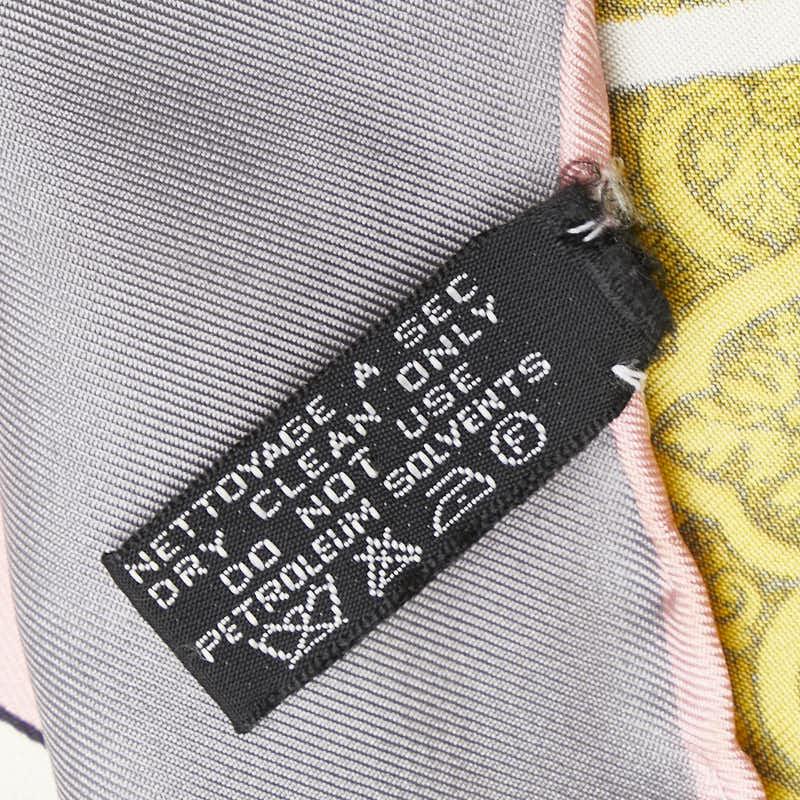 NETTOYAGE A SEC
DRY CLEAN ONLY
DO NOT USE
PETROLEUM SOLVENTS
F